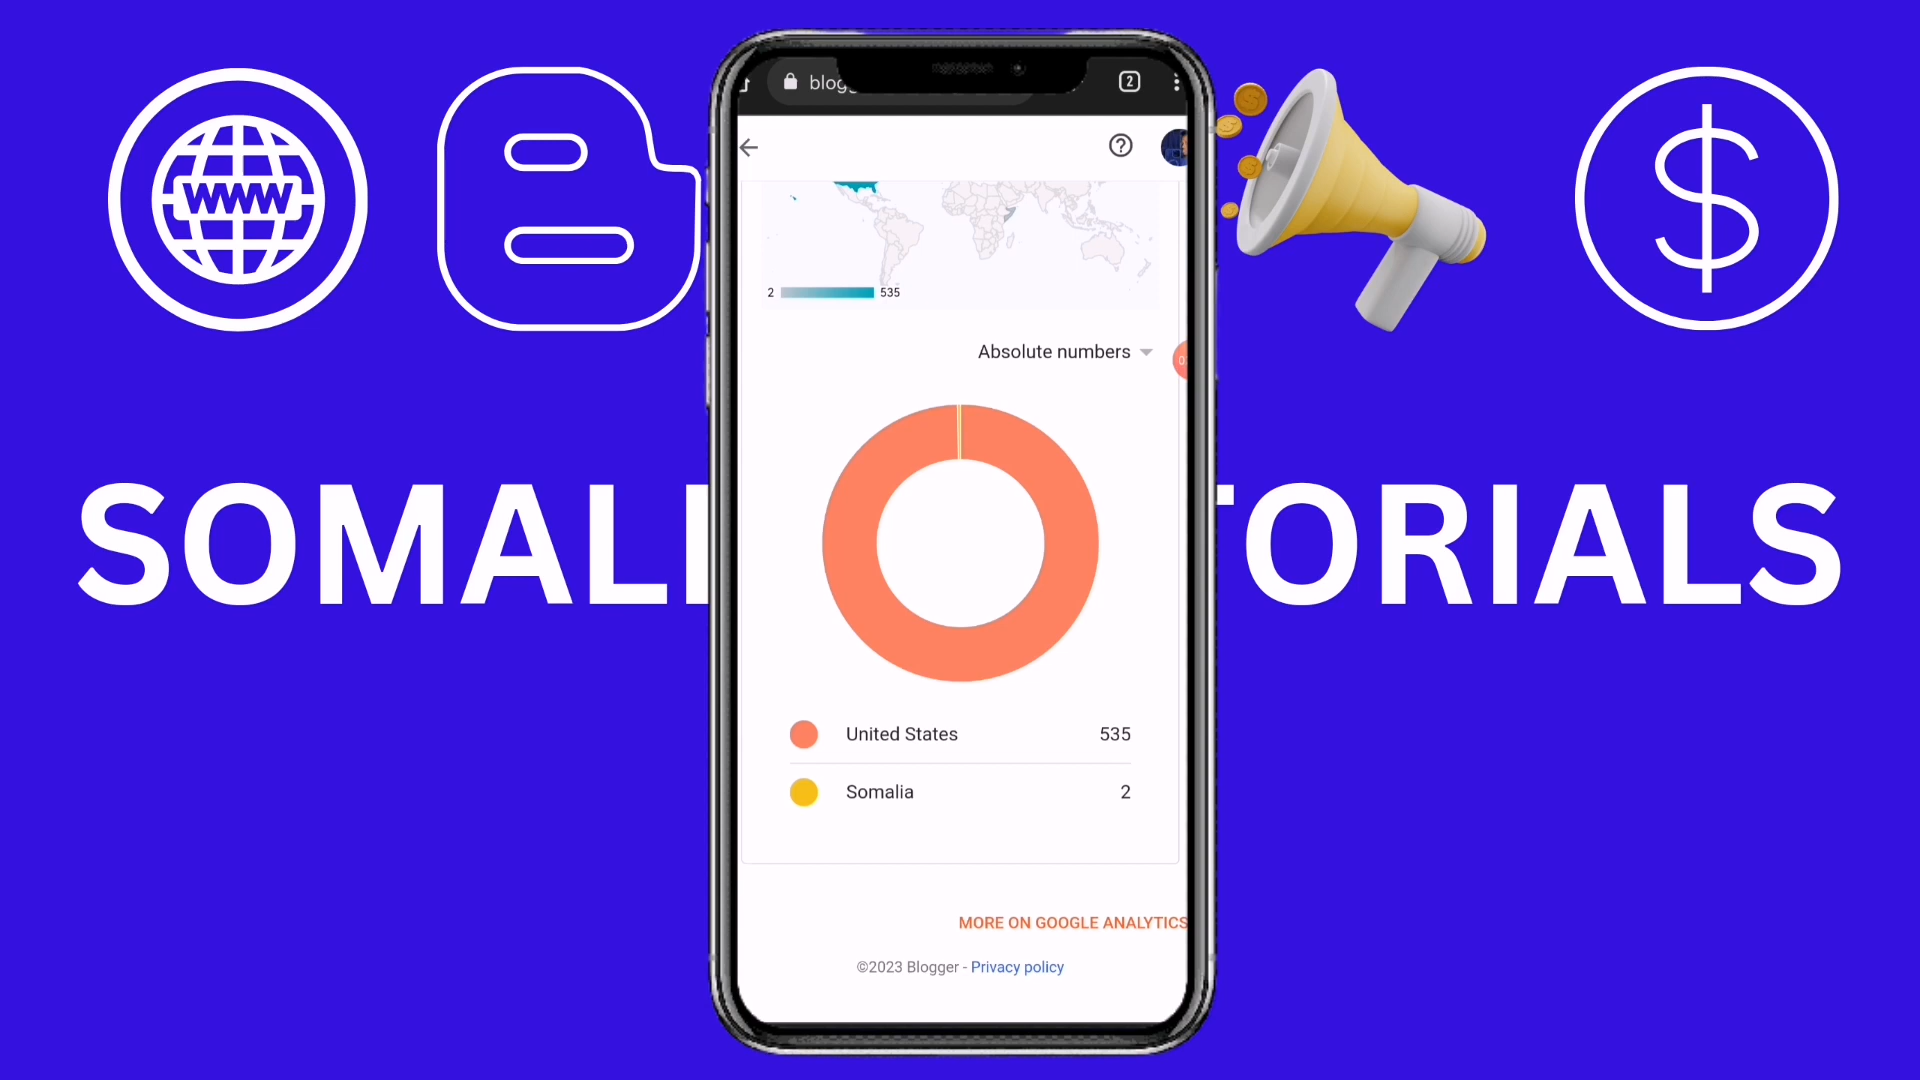 WWW
2
2 535
Absolute numbers
SOMALI TORIALS
United States 535
Somalia 2
MORE ON GOOGLE ANALYTICS
©2023 Blogger - Privacy policy